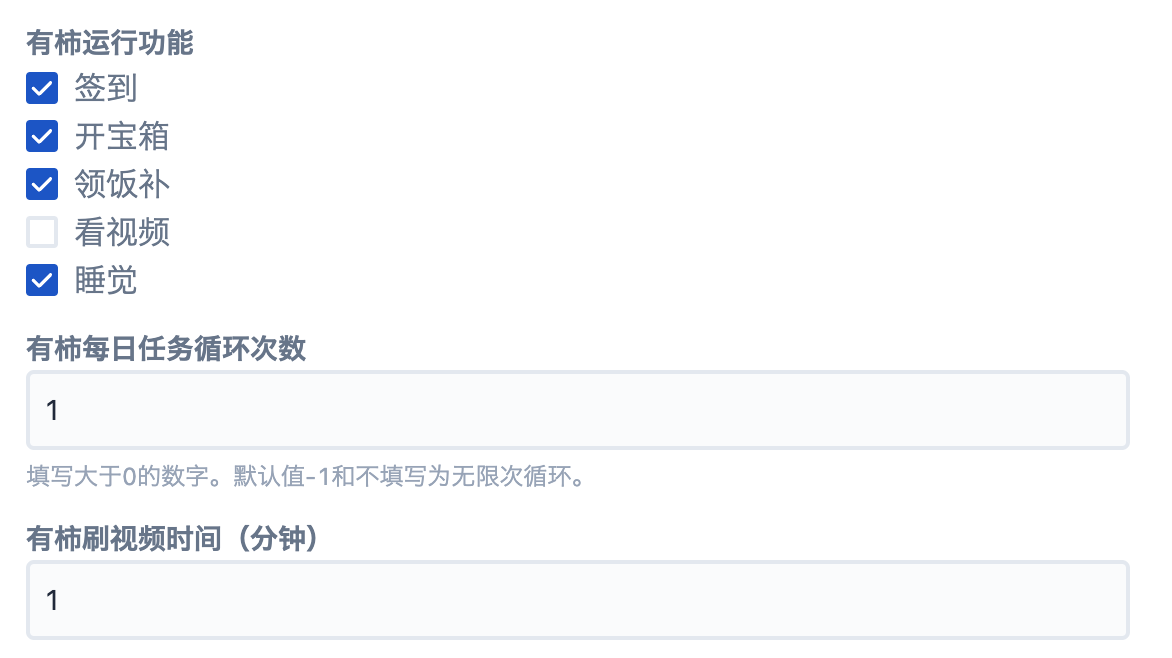 有柿运行功能
签到
开宝箱
领饭补
看视频
睡觉
有柿每日任务循环次数
1
填写大于0的数字。默认值-1和不填写为无限次循环。
有柿刷视频时间（分钟）
1